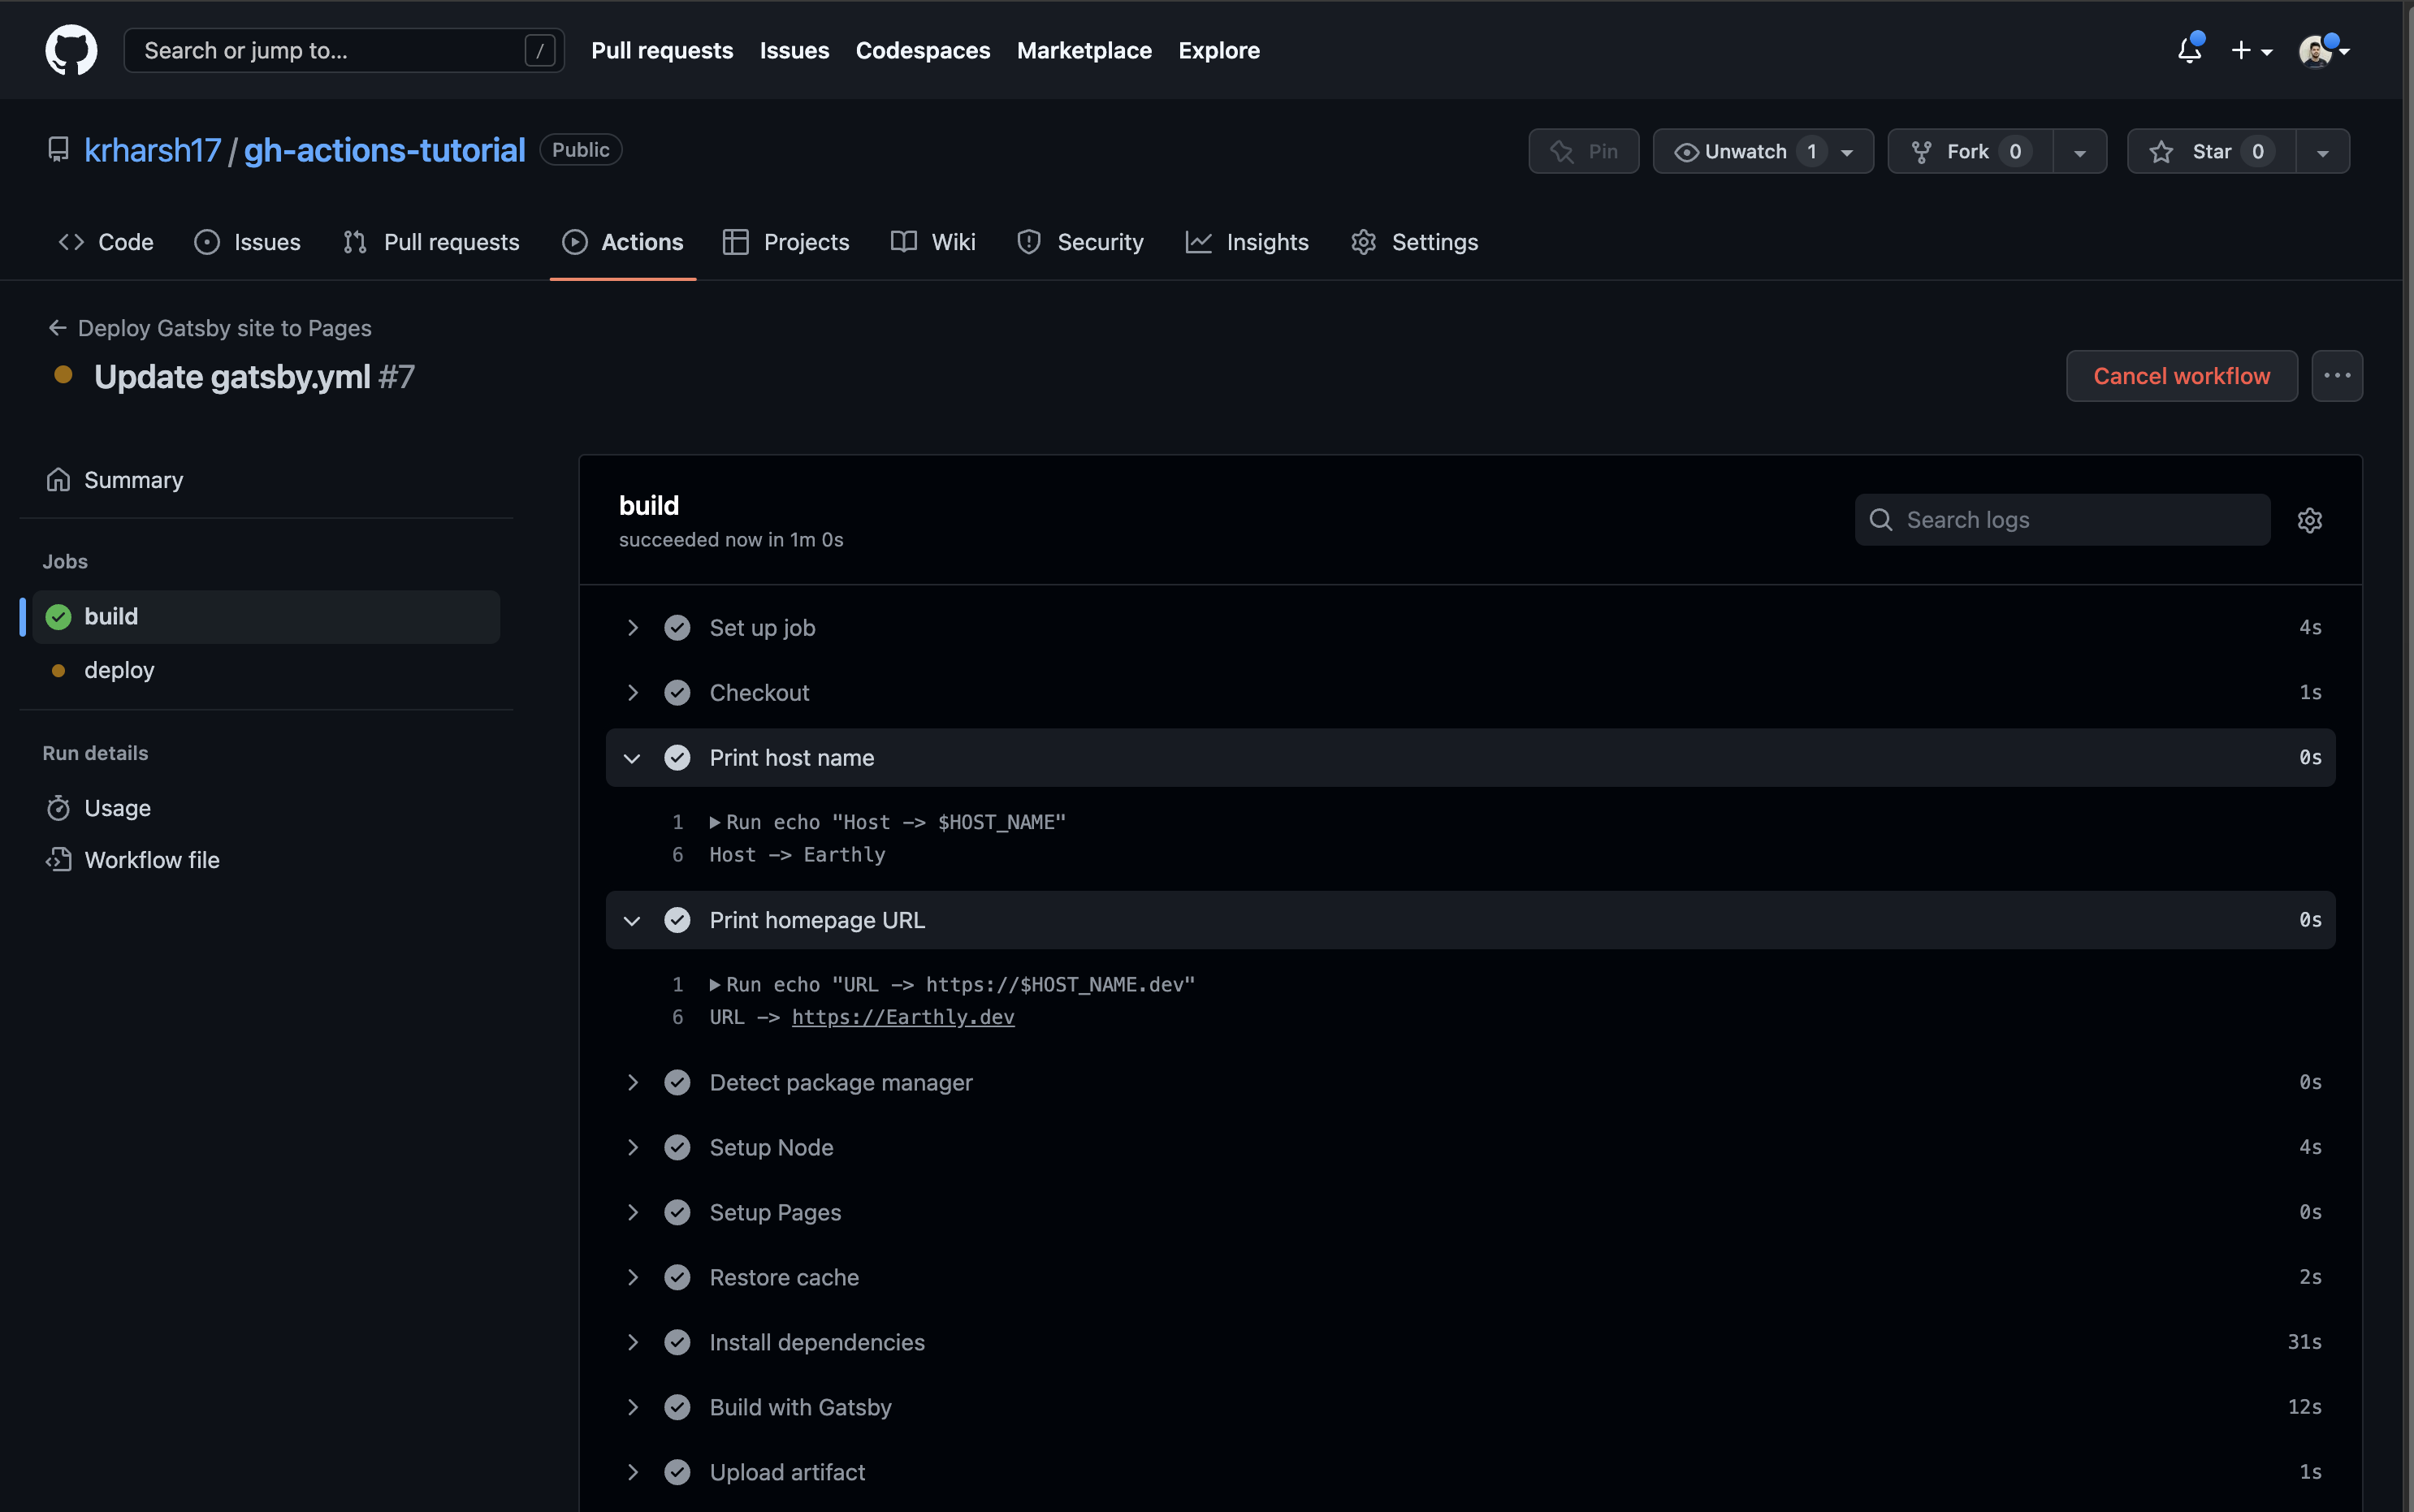 Search or jump to... /
Pull requests
Issues
Codespaces
Marketplace
Explore
krharsh17 / gh-actions-tutorial Public
Pin
Unwatch 1
Fork 0
Star 0
Code
Issues
Pull requests
Actions
Projects
Wiki
Security
Insights
Settings
← Deploy Gatsby site to Pages
Update gatsby.yml #7
Cancel workflow
Summary
Jobs
build
deploy
Run details
Usage
Workflow file
build
succeeded now in 1m 0s
Search logs
Set up job 4s
Checkout 1s
Print host name 0s
1 Run echo "Host -> $HOST_NAME"
6 Host -> Earthly
Print homepage URL 0s
1 Run echo "URL -> https://$HOST_NAME.dev"
6 URL -> https://Earthly.dev
Detect package manager 0s
Setup Node 4s
Setup Pages 0s
Restore cache 2s
Install dependencies 31s
Build with Gatsby 12s
Upload artifact 1s